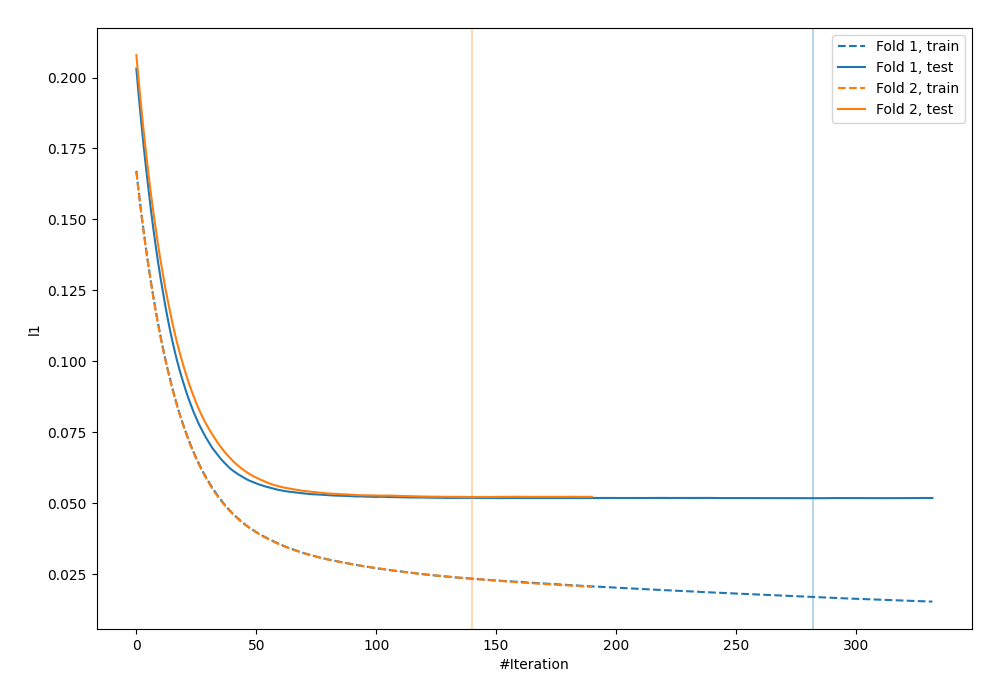 Fold 1, train
Fold 1, test
Fold 2, train
Fold 2, test
0.200
0.175
0.150
0.125
0.100
0.075
0.050
0.025
l1
0
50
100
150
200
250
300
#Iteration